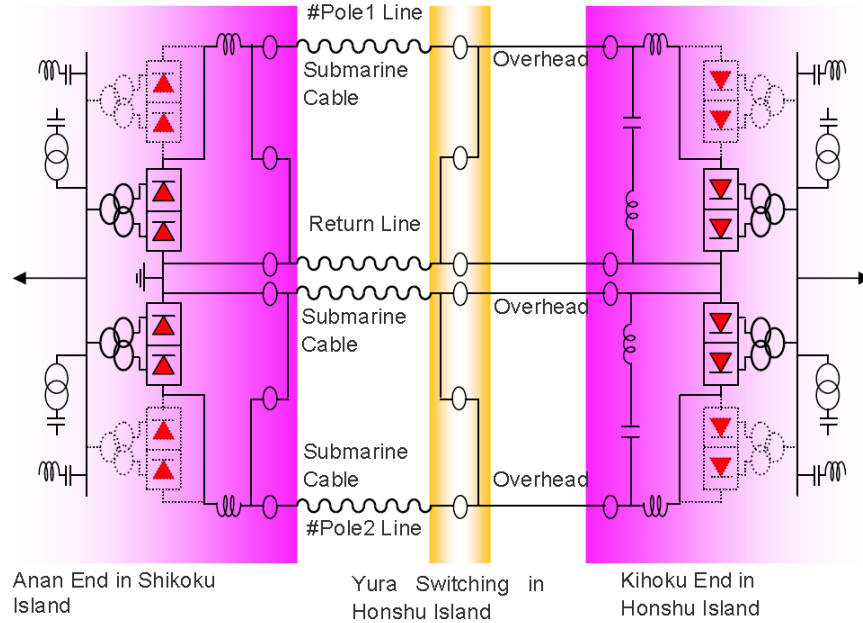 #Pole1 Line
Submarine
Cable
Overhead
Return Line
Submarine
Cable
Overhead
Submarine
Cable
Overhead
#Pole2 Line
Anan End in Shikoku
Island
Yura Switching in
Honshu Island
Kihoku End in
Honshu Island